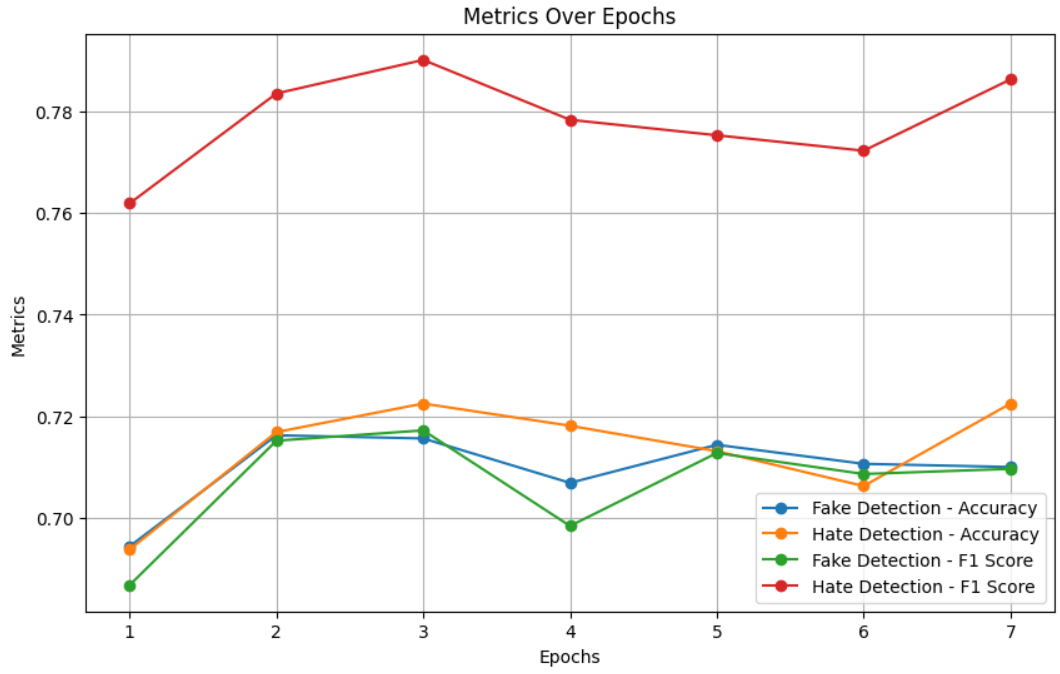 Metrics Over Epochs
Metrics
0.78
0.76
0.74
0.72
0.70
Fake Detection - Accuracy
Hate Detection - Accuracy
Fake Detection - F1 Score
Hate Detection - F1 Score
1 2 3 4 5 6 7
Epochs